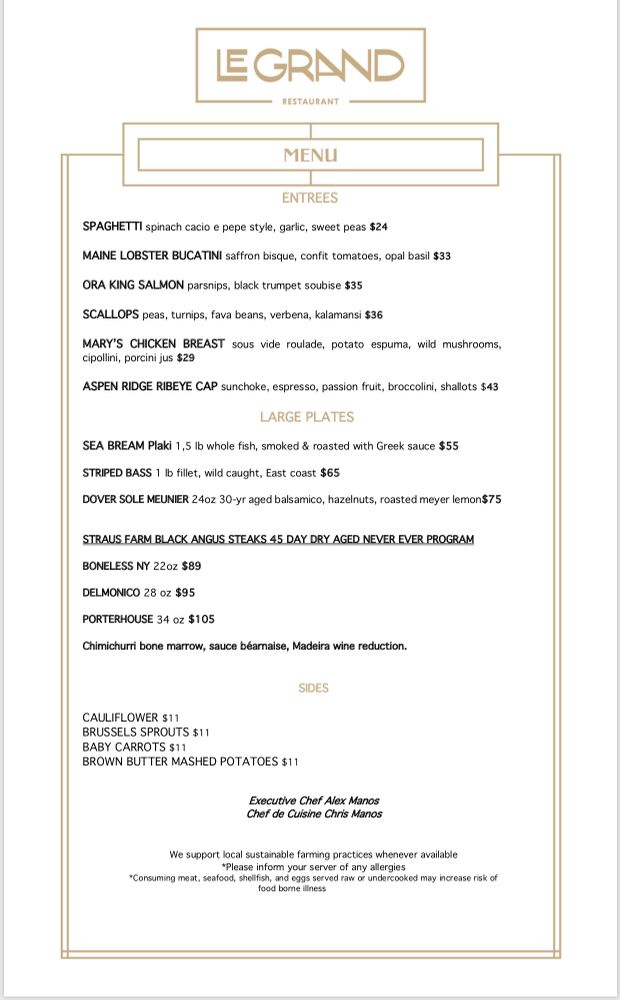 LE GRAND
RESTAURANT
MENU
ENTREES
SPAGHETTI spinach cacio e pepe style, garlic, sweet peas $24
MAINE LOBSTER BUCATINI saffron bisque, confit tomatoes, opal basil $33
ORA KING SALMON parsnips, black trumpet soubise $35
SCALLOPS peas, turnips, fava beans, verbena, kalamansi $36
MARY'S CHICKEN BREAST sous vide roulade, potato espuma, wild mushrooms,
cipollini, porcini jus $29
ASPEN RIDGE RIBEYE CAP sunchoke, espresso, passion fruit, broccolini, shallots $43
LARGE PLATES
SEA BREAM Plaki 1,5 lb whole fish, smoked & roasted with Greek sauce $55
STRIPED BASS 1 lb fillet, wild caught, East coast $65
DOVER SOLE MEUNIER 24oz 30-yr aged balsamico, hazelnuts, roasted meyer lemon$75
STRAUS FARM BLACK ANGUS STEAKS 45 DAY DRY AGED NEVER EVER PROGRAM
BONELESS NY 22oz $89
DELMONICO 28 oz $95
PORTERHOUSE 34 oz $105
Chimichurri bone marrow, sauce béarnaise, Madeira wine reduction.
SIDES
CAULIFLOWER $11
BRUSSELS SPROUTS $11
BABY CARROTS $11
BROWN BUTTER MASHED POTATOES $11
Executive Chef Alex Manos
Chef de Cuisine Chris Manos
We support local sustainable farming practices whenever available
*Please inform your server of any allergies
*Consuming meat, seafood, shellfish, and eggs served raw or undercooked may increase risk of
food borne illness